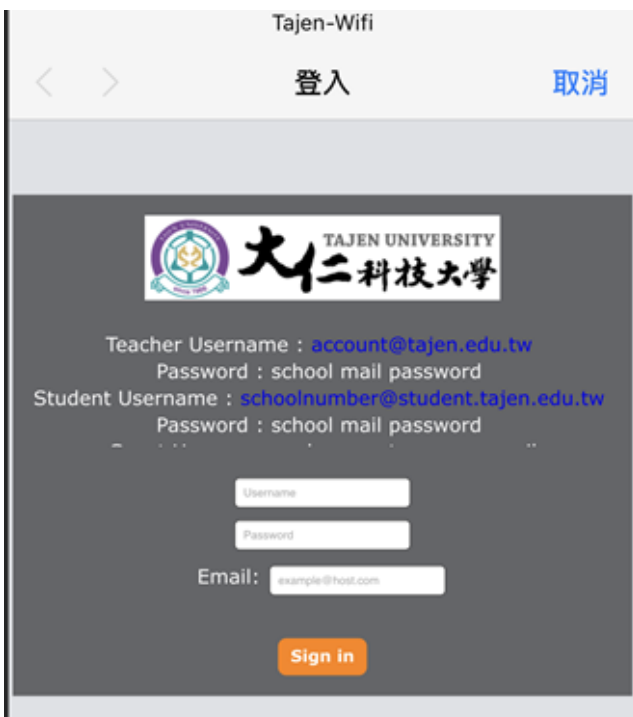 Tajen-Wifi
登入
取消
TAJEN UNIVERSITY
大仁科技大學
Teacher Username : account@tajen.edu.tw
Password : school mail password
Student Username : schoolnumber@student.tajen.edu.tw
Password : school mail password
Username
Password
Email: example@host.com
Sign in